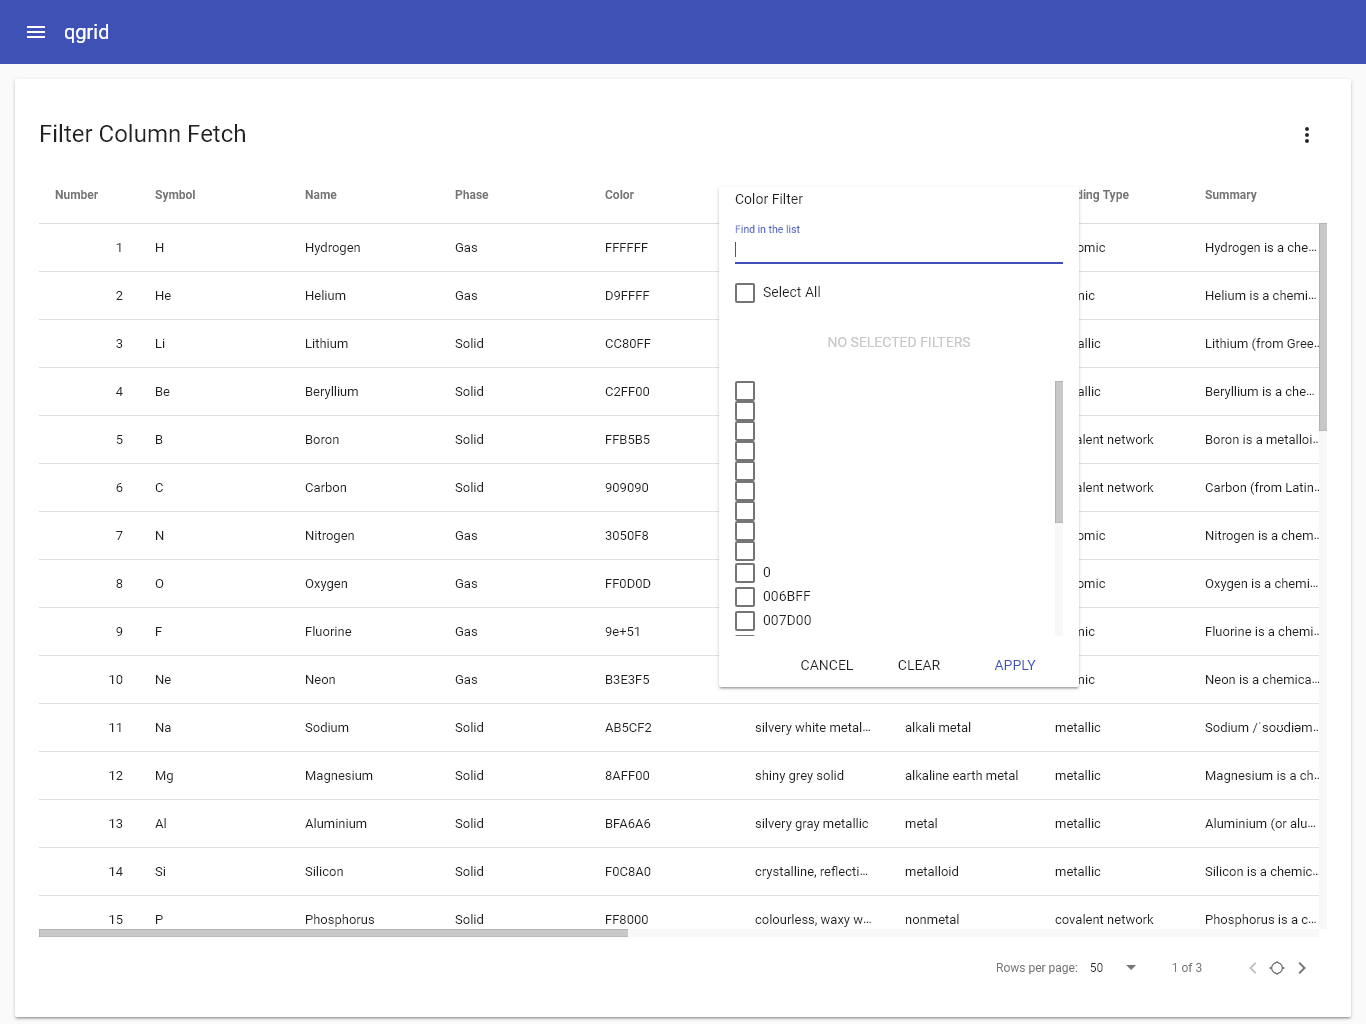 qgrid
Filter Column Fetch
Number Symbol Name Phase Color ding Type Summary
Color Filter
Find in the list
Select All
NO SELECTED FILTERS
0
006BFF
007D00
CANCEL CLEAR APPLY
1 H Hydrogen Gas FFFFFF omic Hydrogen is a che...
2 He Helium Gas D9FFFF nic Helium is a chemi...
3 Li Lithium Solid CC80FF allic Lithium (from Gree...
4 Be Beryllium Solid C2FF00 allic Beryllium is a che...
5 B Boron Solid FFB5B5 alent network Boron is a metalloi...
6 C Carbon Solid 909090 alent network Carbon (from Latin...
7 N Nitrogen Gas 3050F8 omic Nitrogen is a chem...
8 O Oxygen Gas FF0D0D omic Oxygen is a chemi...
9 F Fluorine Gas 9e+51 nic Fluorine is a chemi...
10 Ne Neon Gas B3E3F5 nic Neon is a chemica...
11 Na Sodium Solid AB5CF2 silvery white metal... alkali metal metallic Sodium /ˈsoʊdiəm...
12 Mg Magnesium Solid 8AFF00 shiny grey solid alkaline earth metal metallic Magnesium is a ch...
13 Al Aluminium Solid BFA6A6 silvery gray metallic metal metallic Aluminium (or alu...
14 Si Silicon Solid F0C8A0 crystalline, reflecti... metalloid metallic Silicon is a chemic...
15 P Phosphorus Solid FF8000 colourless, waxy w... nonmetal covalent network Phosphorus is a c...
Rows per page: 50 1 of 3